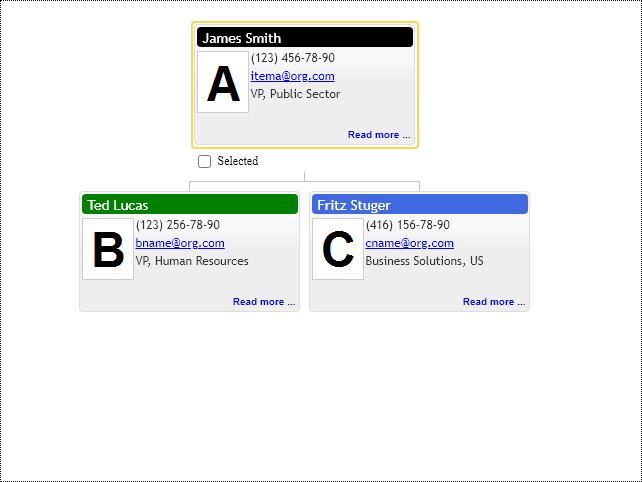 James Smith
A
(123) 456-78-90
itema@org.com
VP, Public Sector
Read more ...
Selected
Ted Lucas
B
(123) 256-78-90
bname@org.com
VP, Human Resources
Read more ...
Fritz Stuger
C
(416) 156-78-90
cname@org.com
Business Solutions, US
Read more ...